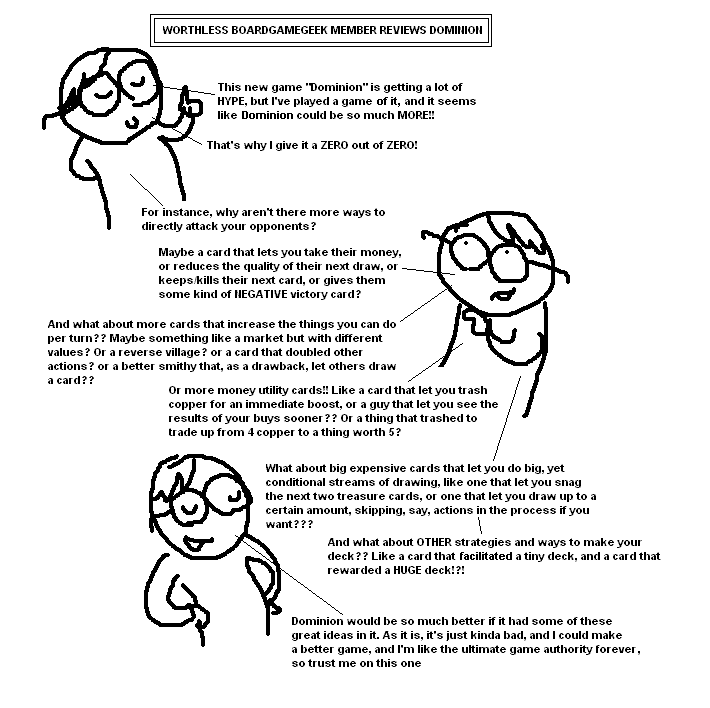 WORTHLESS BOARDGAMEGEEK MEMBER REVIEWS DOMINION
This new game "Dominion" is getting a lot of
HYPE, but I've played a game of it, and it seems
like Dominion could be so much MORE!!
That's why I give it a ZERO out of ZERO!
For instance, why aren't there more ways to
directly attack your opponents?
Maybe a card that lets you take their money,
or reduces the quality of their next draw, or
keeps/kills their next card, or gives them
some kind of NEGATIVE victory card?
And what about more cards that increase the things you can do
per turn?? Maybe something like a market but with different
values? Or a reverse village? or a card that doubled other
actions? or a better smithy that, as a drawback, let others draw
a card??
Or more money utility cards!! Like a card that let you trash
copper for an immediate boost, or a guy that let you see the
results of your buys sooner?? Or a thing that trashed to
trade up from 4 copper to a thing worth 5?
What about big expensive cards that let you do big, yet
conditional streams of drawing, like one that let you snag
the next two treasure cards, or one that let you draw up to a
certain amount, skipping, say, actions in the process if you
want???
And what about OTHER strategies and ways to make your
deck?? Like a card that facilitated a tiny deck, and a card that
rewarded a HUGE deck!?!
Dominion would be so much better if it had some of these
great ideas in it. As it is, it's just kinda bad, and I could make
a better game, and I'm like the ultimate game authority forever,
so trust me on this one